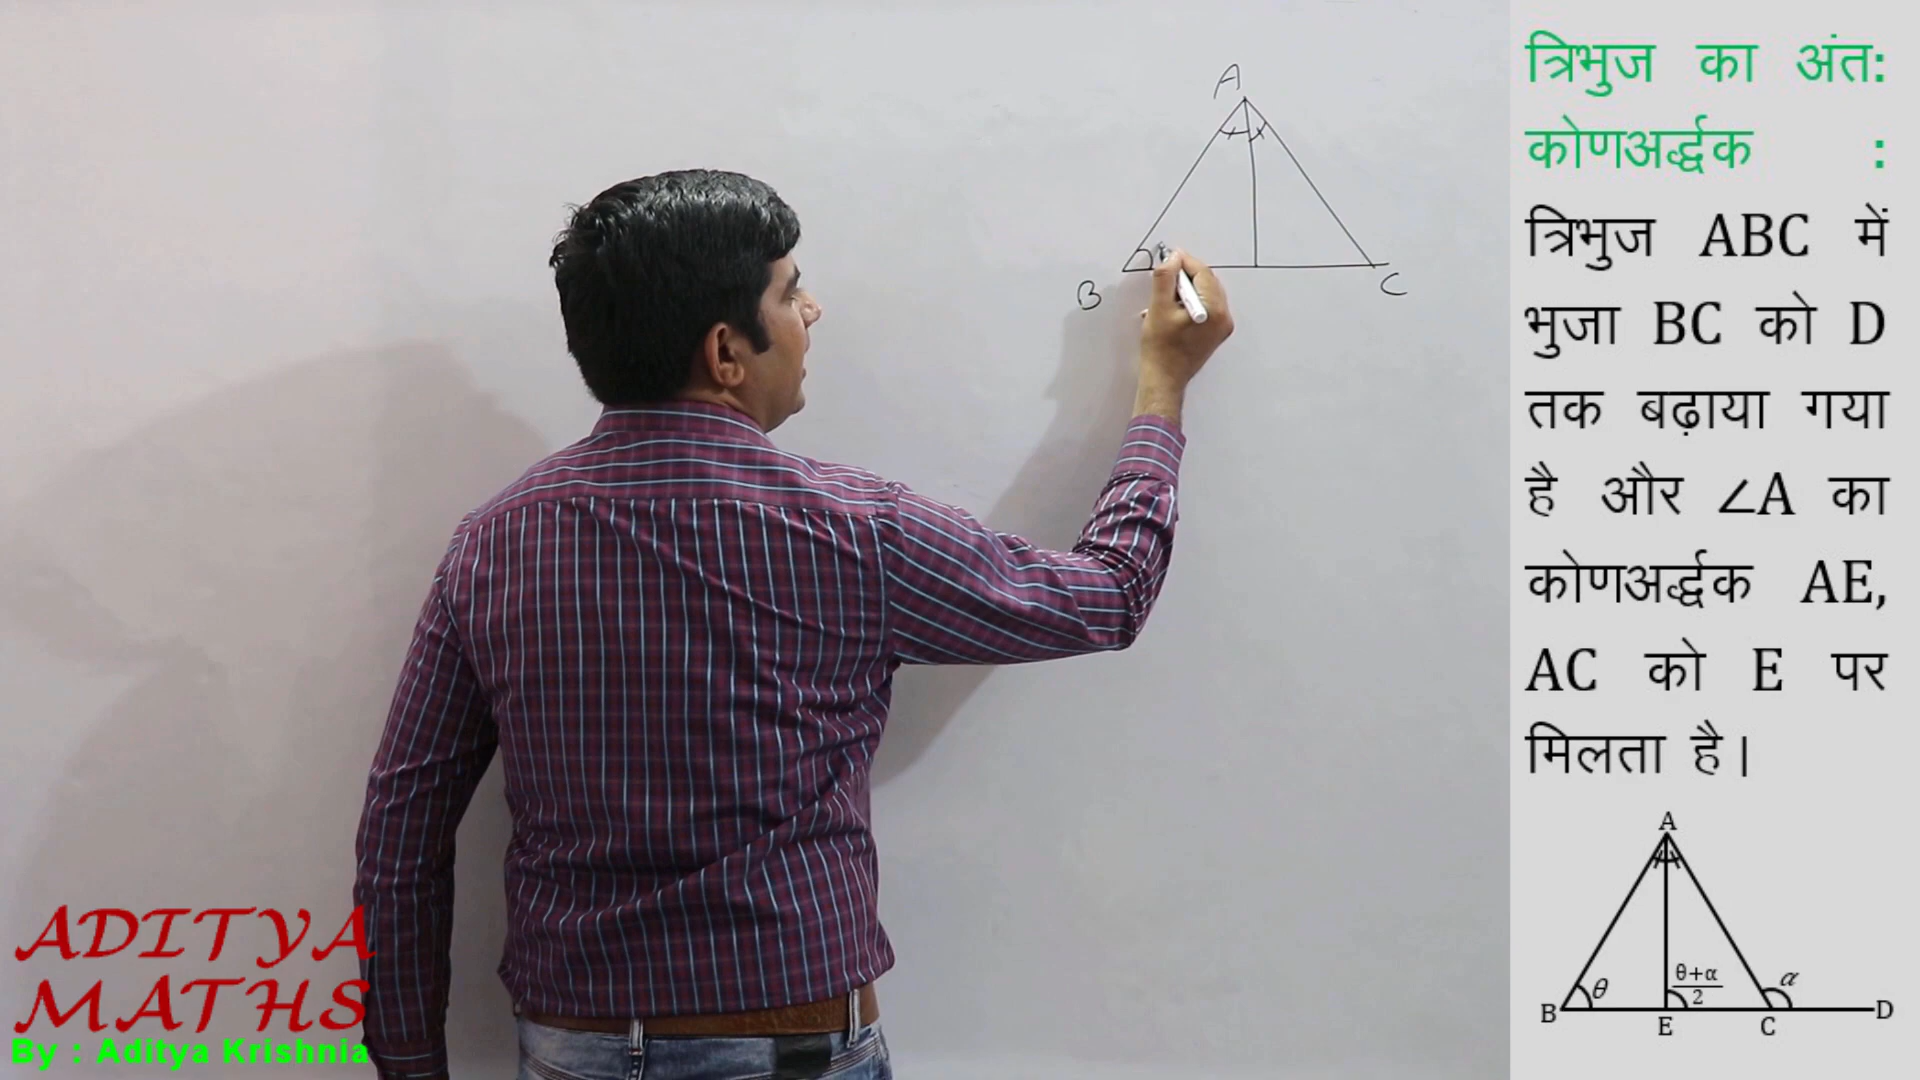 A
B
C
त्रिभुज का अंत:
कोणअर्द्धक :
त्रिभुज ABC में
भुजा BC को D
तक बढ़ाया गया
है और ∠A का
कोणअर्द्धक AE,
AC को E पर
मिलता है।
A
θ
θ+α
2
α
B
E
C
D
ADITYA
MATHS
By : Aditya Krishnia